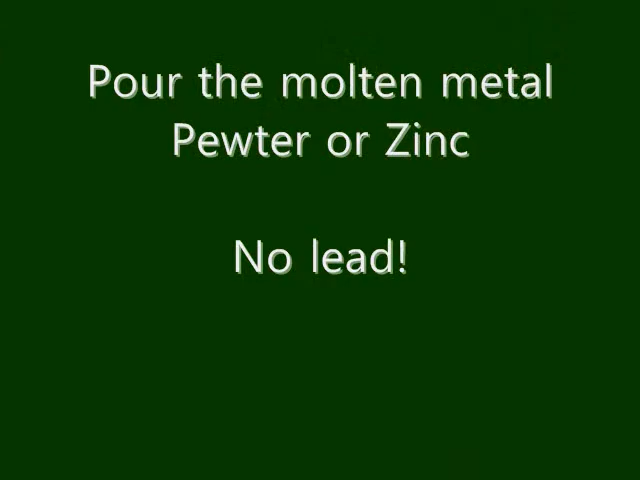 Pour the molten metal
Pewter or Zinc
No lead!